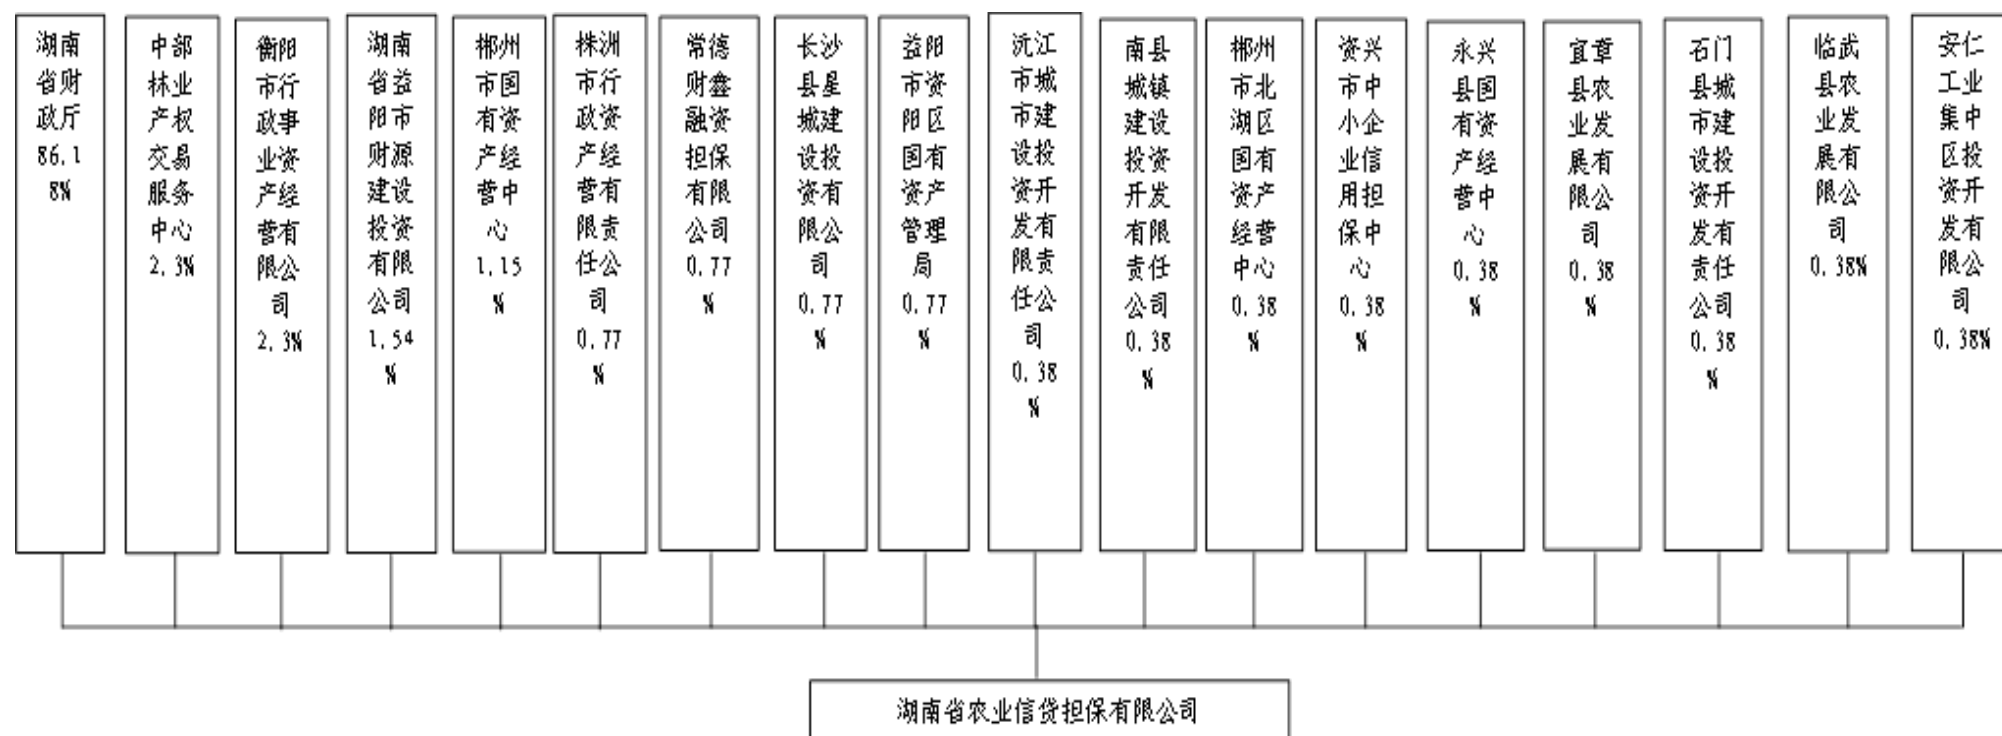 湖南
省财
政厅
86.1
8%
中部
林业
产权
交易
服务
中心
2.3%
衡阳
市行
政事
业资
产经
营有
限公
司
2.3%
湖南
省益
阳市
财源
建设
投资
有限
公司
1.54
%
郴州
市国
有资
产经
营中
心
1.15
%
株洲
市行
政资
产经
营有
限责
任公
司
0.77
%
常德
财鑫
融资
担保
有限
公司
0.77
%
长沙
县星
城建
设投
资有
限公
司
0.77
%
益阳
市资
阳区
国有
资产
管理
局
0.77
%
沅江
市城
市建
设投
资开
发有
限责
任公
司
0.38
%
南县
城镇
建设
投资
开发
有限
责任
公司
0.38
%
郴州
市北
湖区
国有
资产
经营
中心
0.38
%
资兴
市中
小企
业信
用担
保中
心
0.38
%
永兴
县国
有资
产经
营中
心
0.38
%
宜章
县农
业发
展有
限公
司
0.38
%
石门
县城
市建
设投
资开
发有
责任
公司
0.38
%
临武
县农
业发
展有
限公
司
0.38%
安仁
工业
集中
区投
资开
发有
限公
司
0.38%
湖南省农业信贷担保有限公司